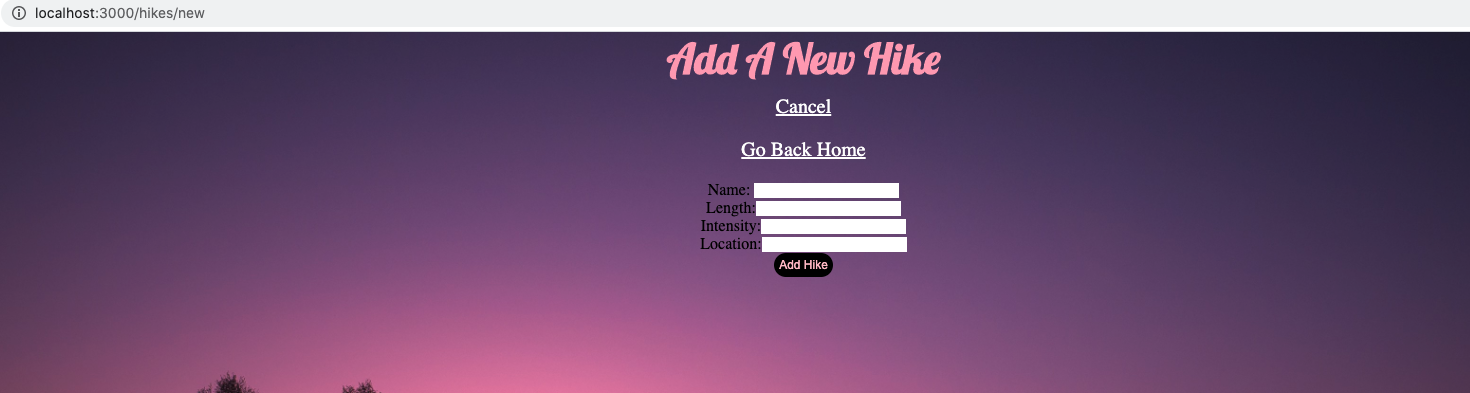 localhost:3000/hikes/new
Add A New Hike
Cancel
Go Back Home
Name:
Length:
Intensity:
Location:
Add Hike